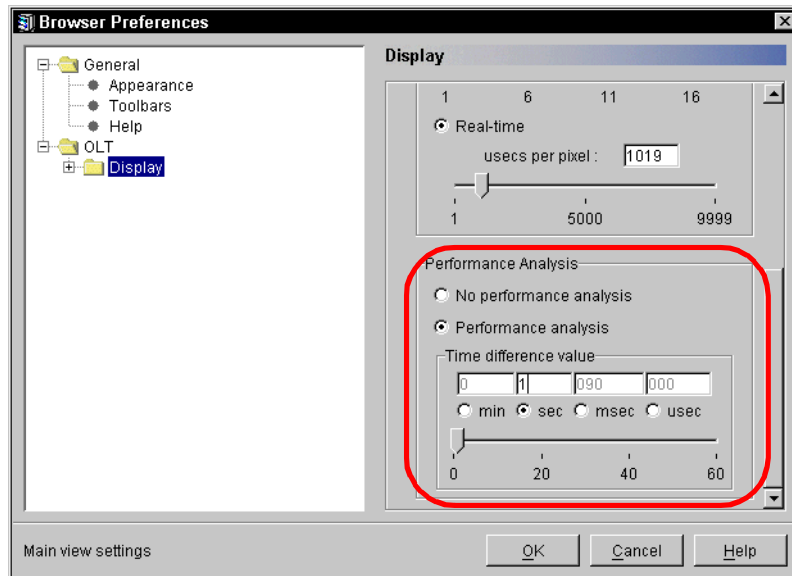 Browser Preferences
General
Appearance
Toolbars
Help
OLT
Display
Display
1 6 11 16
Real-time
usecs per pixel : 1019
1 5000 9999
Performance Analysis
No performance analysis
Performance analysis
Time difference value
0 1 090 000
min sec msec usec
0 20 40 60
Main view settings
OK Cancel Help